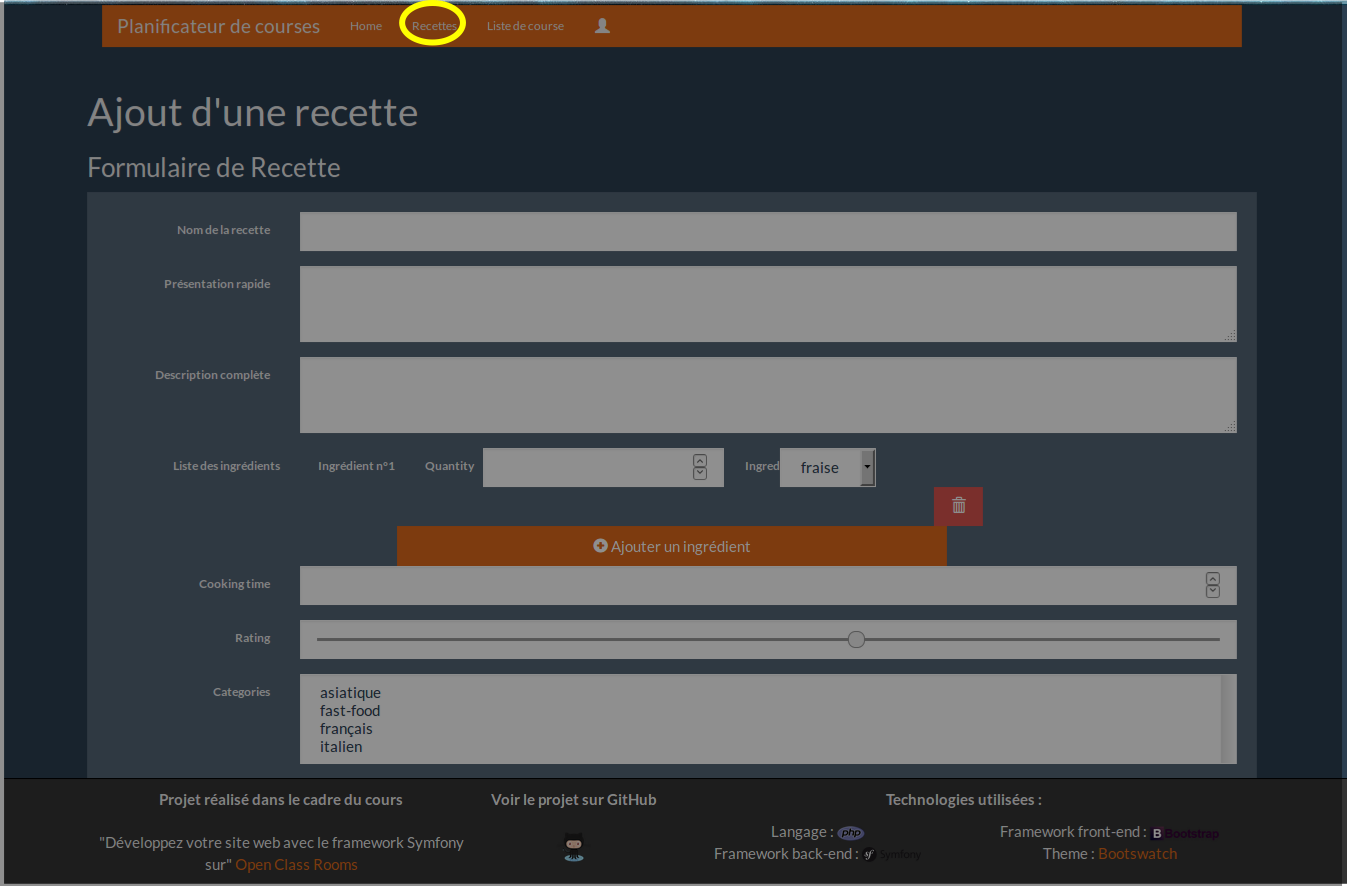 Planificateur de courses Home Recettes Liste de course
Ajout d'une recette
Formulaire de Recette
Nom de la recette
Présentation rapide
Description complète
Liste des ingrédients Ingrédient n°1 Quantity Ingred fraise
Ajouter un ingrédient
Cooking time
Rating
Categories
asiatique
fast-food
français
italien
Projet réalisé dans le cadre du cours
"Développez votre site web avec le framework Symfony
sur" Open Class Rooms
Voir le projet sur GitHub
Technologies utilisées :
Langage : php
Framework back-end : sf Symfony
Framework front-end : B Bootstrap
Theme : Bootswatch